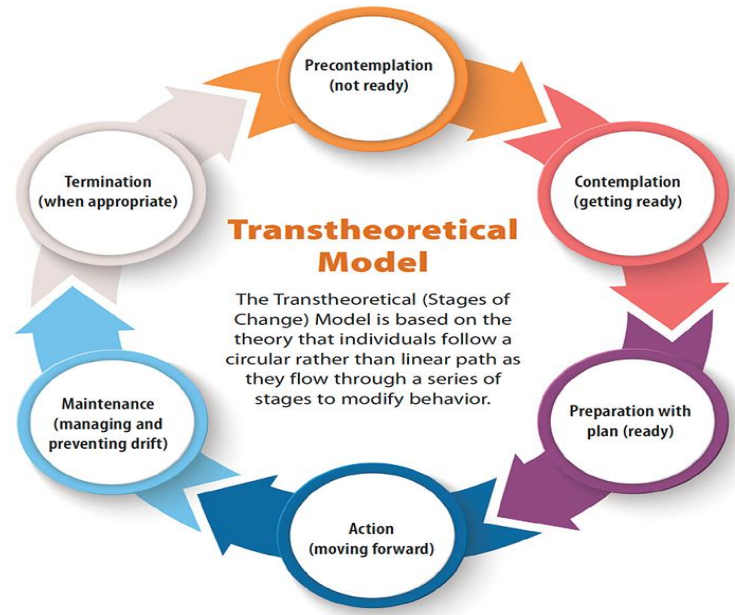 Precontemplation
(not ready)
Contemplation
(getting ready)
Preparation with
plan (ready)
Action
(moving forward)
Maintenance
(managing and
preventing drift)
Termination
(when appropriate)
Transtheoretical
Model
The Transtheoretical (Stages of
Change) Model is based on the
theory that individuals follow a
circular rather than linear path as
they flow through a series of
stages to modify behavior.